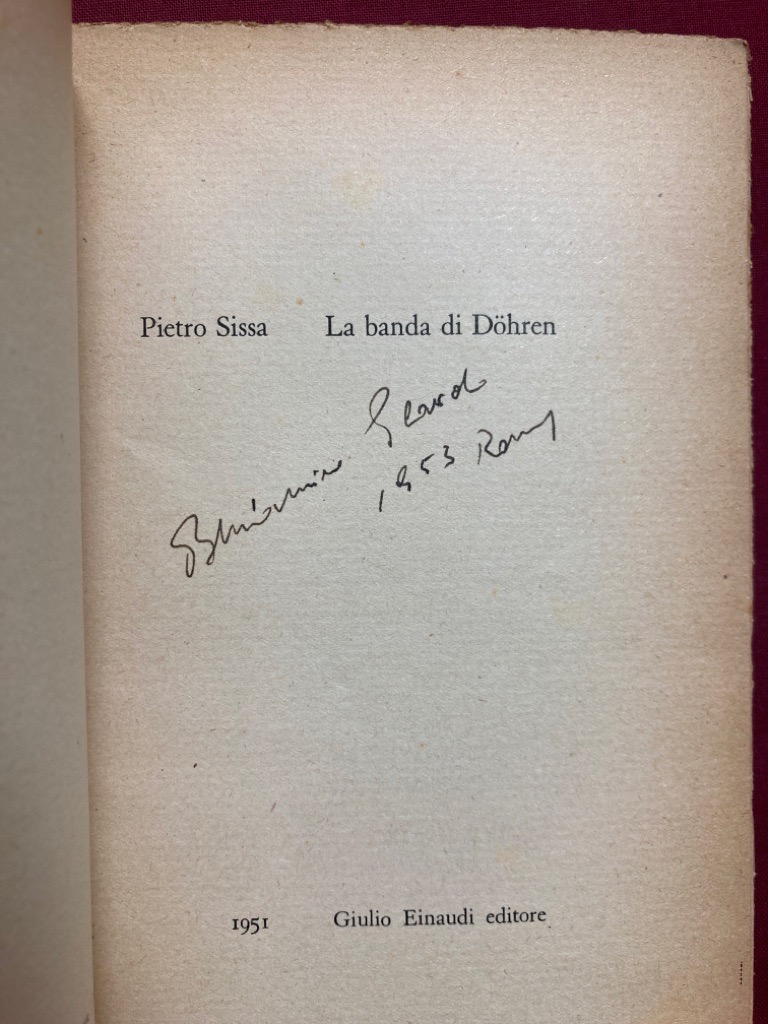 Pietro Sissa La banda di Döhren
1953
1951 Giulio Einaudi editore